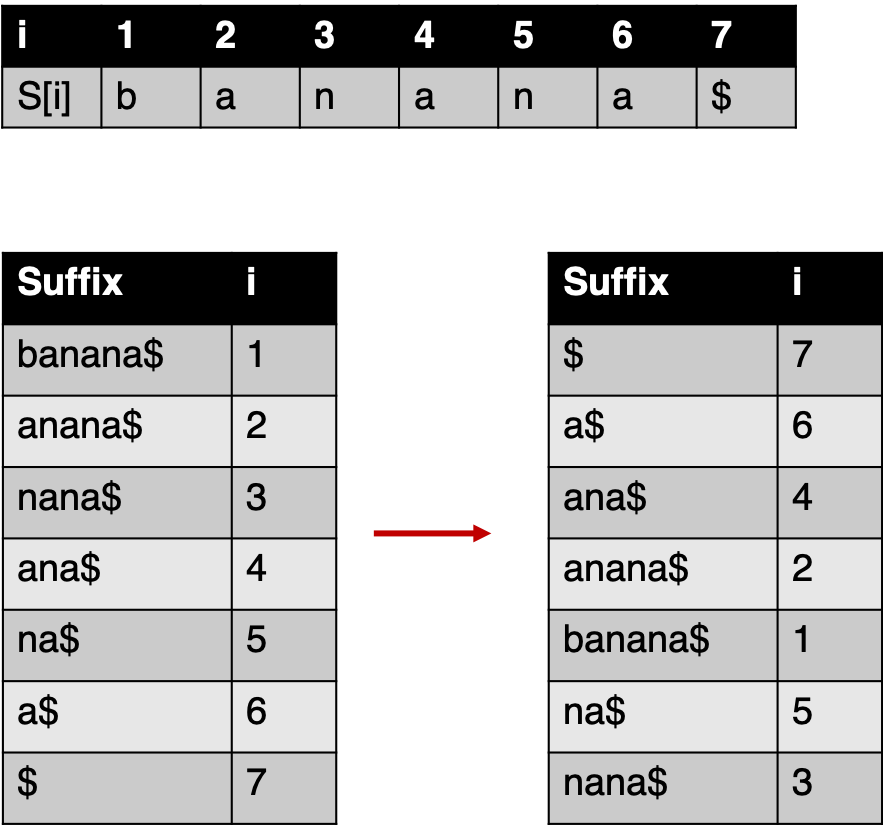 i 1 2 3 4 5 6 7
S[i] b a n a n a $
Suffix i
banana$ 1
anana$ 2
nana$ 3
ana$ 4
na$ 5
a$ 6
$ 7
Suffix i
$ 7
a$ 6
ana$ 4
anana$ 2
banana$ 1
na$ 5
nana$ 3